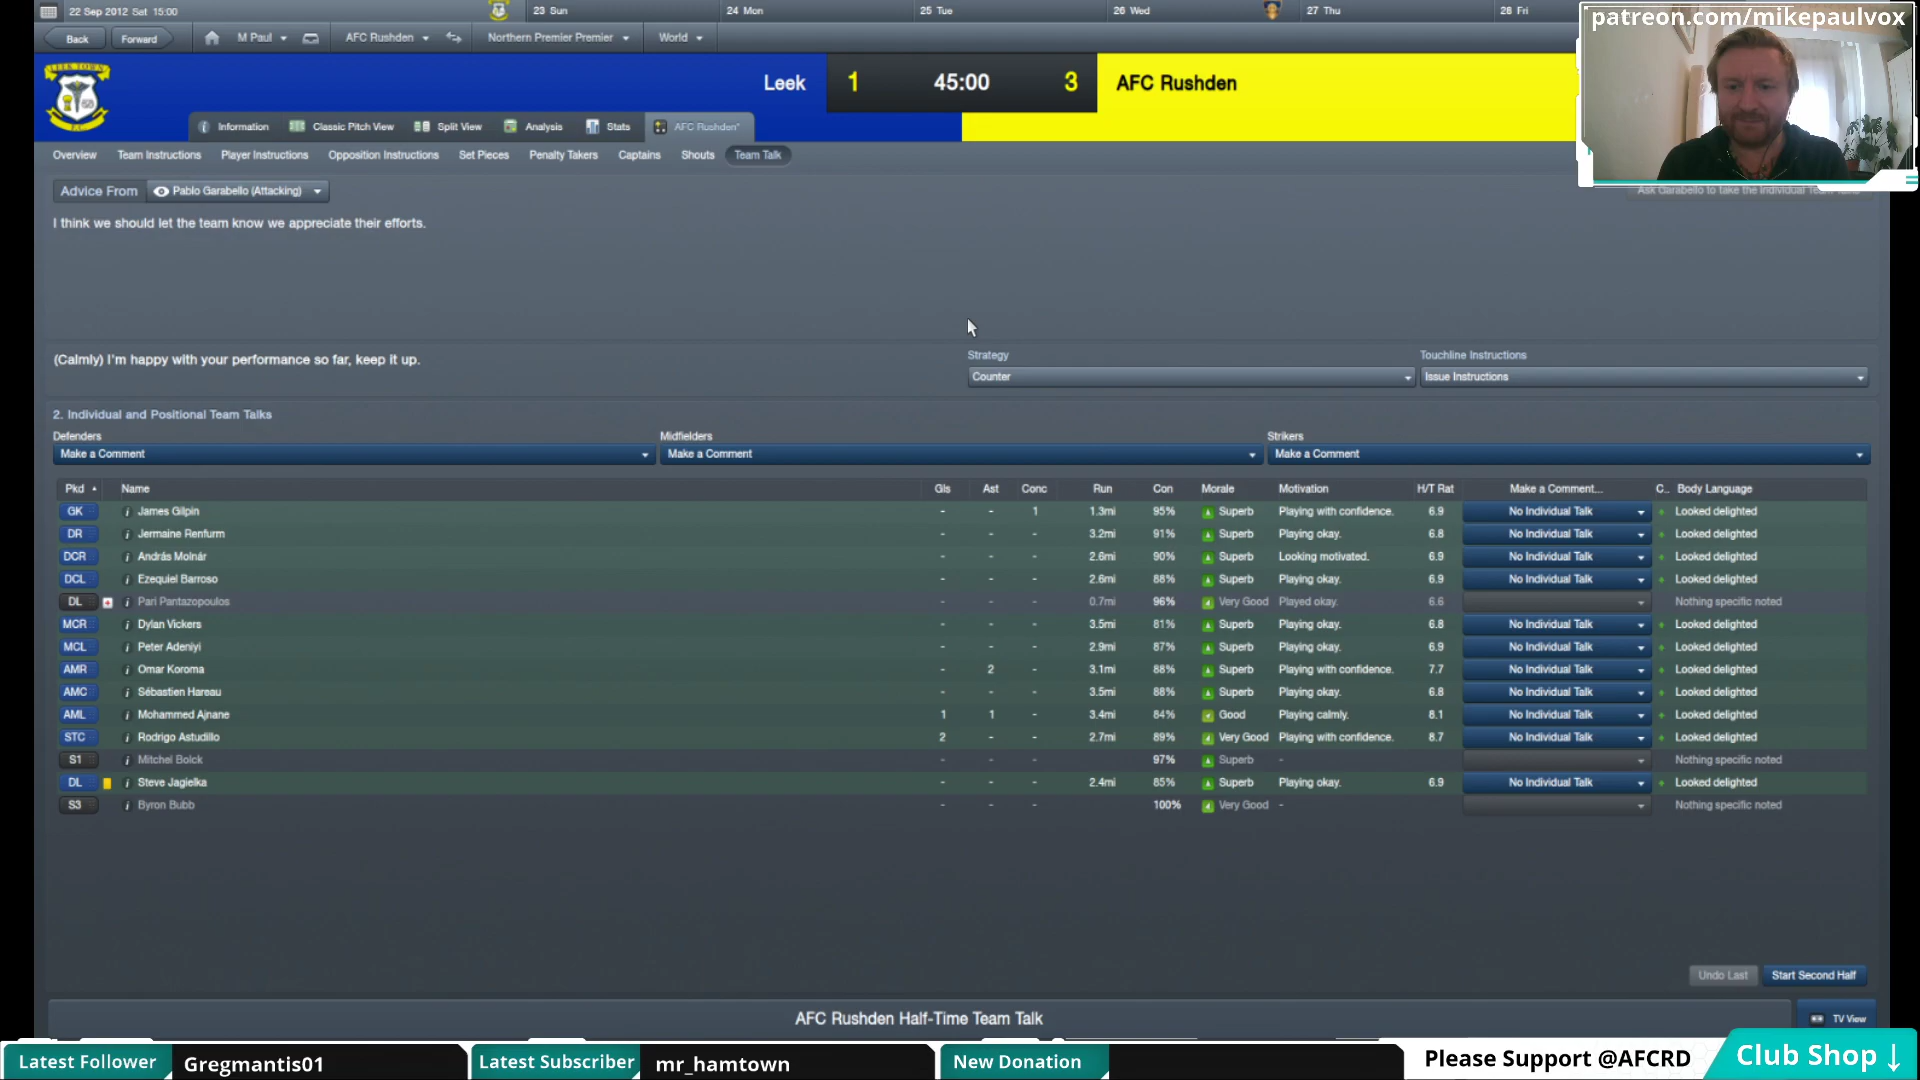 22 Sep 2012 Sat 15:00
23 Sun
24 Mon
25 Tue
26 Wed
27 Thu
28 Fri
patreon.com/mikepaulvox
Back
Forward
M Paul
AFC Rushden
Northern Premier Premier
World
LEEK TOWN
F.C.
Leek
1
45:00
3
AFC Rushden
Information
Classic Pitch View
Split View
Analysis
Stats
AFC Rushden*
Overview
Team Instructions
Player Instructions
Opposition Instructions
Set Pieces
Penalty Takers
Captains
Shouts
Team Talk
Advice From
Pablo Garabello (Attacking)
Ask Garabello to take the Individual Team
I think we should let the team know we appreciate their efforts.
(Calmly) I'm happy with your performance so far, keep it up.
Strategy
Counter
Touchline Instructions
Issue Instructions
2. Individual and Positional Team Talks
Defenders
Make a Comment
Midfielders
Make a Comment
Strikers
Make a Comment
Pkd Name Gls Ast Conc Run Con Morale Motivation H/T Rat Make a Comment... C.. Body Language
GK i James Gilpin - - 1 1.3mi 95% Superb Playing with confidence. 6.9 No Individual Talk Looked delighted
DR i Jermaine Renfurm - - - 3.2mi 91% Superb Playing okay. 6.8 No Individual Talk Looked delighted
DCR i András Molnár - - - 2.6mi 90% Superb Looking motivated. 6.9 No Individual Talk Looked delighted
DCL i Ezequiel Barroso - - - 2.6mi 88% Superb Playing okay. 6.9 No Individual Talk Looked delighted
DL i Pari Pantazopoulos - - - 0.7mi 96% Very Good Played okay. 6.6 Nothing specific noted
MCR i Dylan Vickers - - - 3.5mi 81% Superb Playing okay. 6.8 No Individual Talk Looked delighted
MCL i Peter Adeniyi - - - 2.9mi 87% Superb Playing okay. 6.9 No Individual Talk Looked delighted
AMR i Omar Koroma - 2 - 3.1mi 88% Superb Playing with confidence. 7.7 No Individual Talk Looked delighted
AMC i Sébastien Hareau - - - 3.5mi 88% Superb Playing okay. 6.8 No Individual Talk Looked delighted
AML i Mohammed Ajnane 1 1 - 3.4mi 84% Good Playing calmly. 8.1 No Individual Talk Looked delighted
STC i Rodrigo Astudillo 2 - - 2.7mi 89% Very Good Playing with confidence. 8.7 No Individual Talk Looked delighted
S1 i Mitchel Bolck 97% Superb - Nothing specific noted
DL i Steve Jagielka - - - 2.4mi 85% Superb Playing okay. 6.9 No Individual Talk Looked delighted
S3 i Byron Bubb 100% Very Good - Nothing specific noted
Undo Last
Start Second Half
AFC Rushden Half-Time Team Talk
TV View
Latest Follower
Gregmantis01
Latest Subscriber
mr_hamtown
New Donation
Please Support @AFCRD
Club Shop ↓